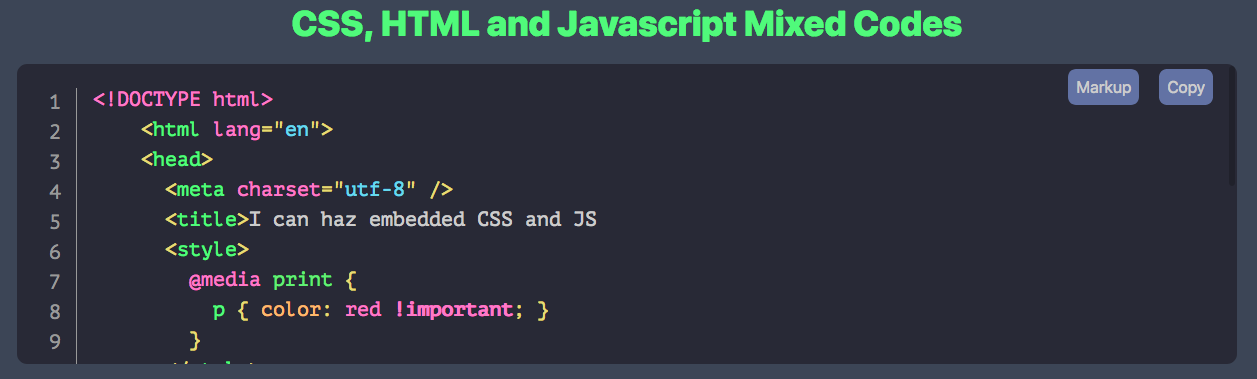 CSS, HTML and Javascript Mixed Codes
Markup Copy
1 <!DOCTYPE html>
2     <html lang="en">
3     <head>
4       <meta charset="utf-8" />
5       <title>I can haz embedded CSS and JS
6       <style>
7         @media print {
8           p { color: red !important; }
9         }